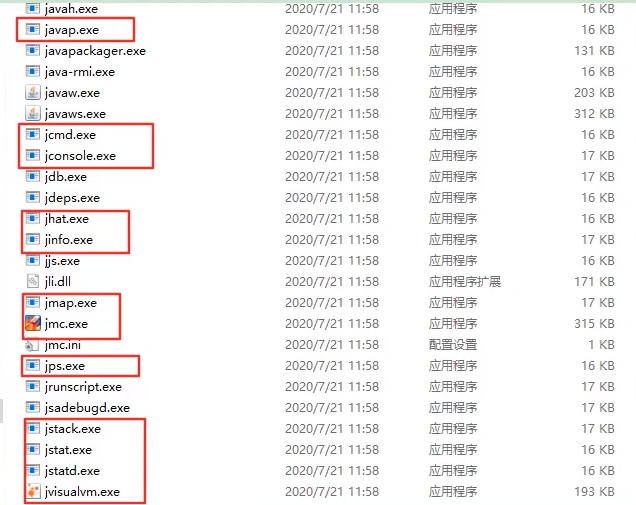 javah.exe 2020/7/21 11:58 应用程序 16 KB
javap.exe 2020/7/21 11:58 应用程序 16 KB
javapackager.exe 2020/7/21 11:58 应用程序 131 KB
java-rmi.exe 2020/7/21 11:58 应用程序 16 KB
javaw.exe 2020/7/21 11:58 应用程序 203 KB
javaws.exe 2020/7/21 11:58 应用程序 312 KB
jcmd.exe 2020/7/21 11:58 应用程序 16 KB
jconsole.exe 2020/7/21 11:58 应用程序 17 KB
jdb.exe 2020/7/21 11:58 应用程序 16 KB
jdeps.exe 2020/7/21 11:58 应用程序 16 KB
jhat.exe 2020/7/21 11:58 应用程序 16 KB
jinfo.exe 2020/7/21 11:58 应用程序 17 KB
jjs.exe 2020/7/21 11:58 应用程序 16 KB
jli.dll 2020/7/21 11:58 应用程序扩展 171 KB
jmap.exe 2020/7/21 11:58 应用程序 17 KB
jmc.exe 2020/7/21 11:58 应用程序 315 KB
jmc.ini 2020/7/21 11:58 配置设置 1 KB
jps.exe 2020/7/21 11:58 应用程序 16 KB
jrunscript.exe 2020/7/21 11:58 应用程序 17 KB
jsadebugd.exe 2020/7/21 11:58 应用程序 17 KB
jstack.exe 2020/7/21 11:58 应用程序 17 KB
jstat.exe 2020/7/21 11:58 应用程序 16 KB
jstatd.exe 2020/7/21 11:58 应用程序 16 KB
jvisualvm.exe 2020/7/21 11:58 应用程序 193 KB